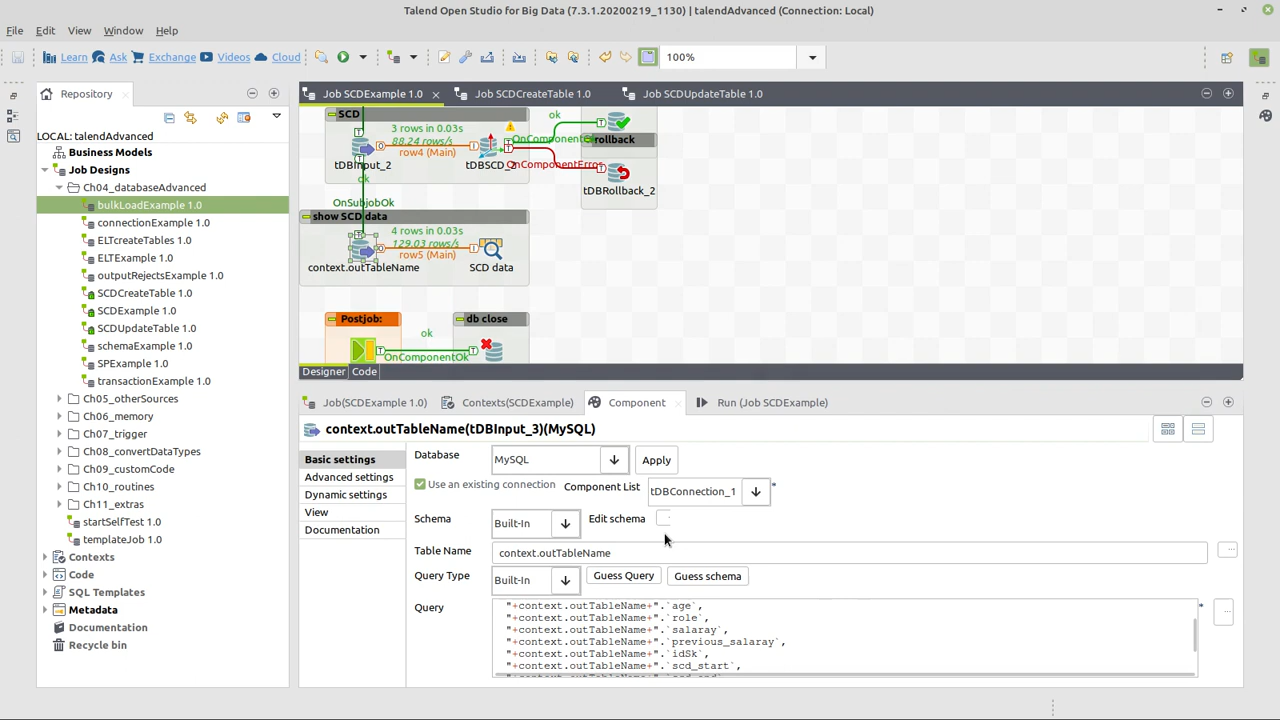 Talend Open Studio for Big Data (7.3.1.20200219_1130) | talendAdvanced (Connection: Local)
File Edit View Window Help
Learn Ask Exchange Videos Cloud 100%
Repository
LOCAL: talendAdvanced
Business Models
Job Designs
Ch04_databaseAdvanced
bulkLoadExample 1.0
connectionExample 1.0
ELTcreateTables 1.0
ELTExample 1.0
outputRejectsExample 1.0
SCDCreateTable 1.0
SCDExample 1.0
SCDUpdateTable 1.0
schemaExample 1.0
SPExample 1.0
transactionExample 1.0
Ch05_otherSources
Ch06_memory
Ch07_trigger
Ch08_convertDataTypes
Ch09_customCode
Ch10_routines
Ch11_extras
startSelfTest 1.0
templateJob 1.0
Contexts
Code
SQL Templates
Metadata
Documentation
Recycle bin
Job SCDExample 1.0 Job SCDCreateTable 1.0 Job SCDUpdateTable 1.0
SCD
3 rows in 0.03s
88.24 rows/s
row4 (Main)
tDBInput_2
tDBSCD_2
ok
OnComponentOk
OnComponentError
rollback
tDBRollback_2
ok
OnSubjobOk
show SCD data
4 rows in 0.03s
129.03 rows/s
row5 (Main)
context.outTableName
SCD data
Postjob:
ok
OnComponentOk
db close
Designer Code
Job(SCDExample 1.0) Contexts(SCDExample) Component Run (Job SCDExample)
context.outTableName(tDBInput_3)(MySQL)
Basic settings
Advanced settings
Dynamic settings
View
Documentation
Database MySQL Apply
Use an existing connection Component List tDBConnection_1 *
Schema Built-In Edit schema
Table Name context.outTableName ...
Query Type Built-In Guess Query Guess schema
Query
"+context.outTableName+".`age`,
"+context.outTableName+".`role`,
"+context.outTableName+".`salaray`,
"+context.outTableName+".`previous_salaray`,
"+context.outTableName+".`idSk`,
"+context.outTableName+".`scd_start`,
* ...